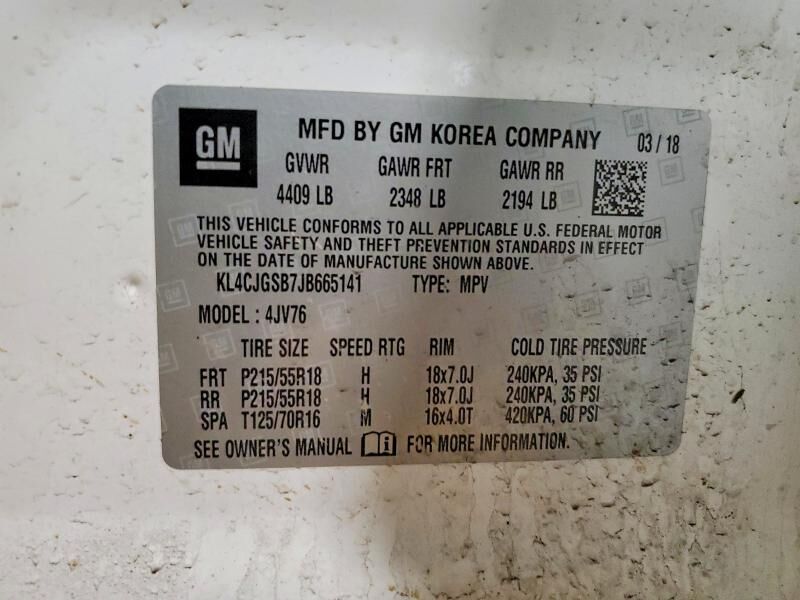 GM MFD BY GM KOREA COMPANY 03/18
GVWR GAWR FRT GAWR RR
4409 LB 2348 LB 2194 LB
THIS VEHICLE CONFORMS TO ALL APPLICABLE U.S. FEDERAL MOTOR
VEHICLE SAFETY AND THEFT PREVENTION STANDARDS IN EFFECT
ON THE DATE OF MANUFACTURE SHOWN ABOVE.
KL4CJGSB7JB665141 TYPE: MPV
MODEL: 4JV76
TIRE SIZE SPEED RTG RIM COLD TIRE PRESSURE
FRT P215/55R18 H 18x7.0J 240KPA, 35 PSI
RR P215/55R18 H 18x7.0J 240KPA, 35 PSI
SPA T125/70R16 M 16x4.0T 420KPA, 60 PSI
SEE OWNER'S MANUAL FOR MORE INFORMATION.